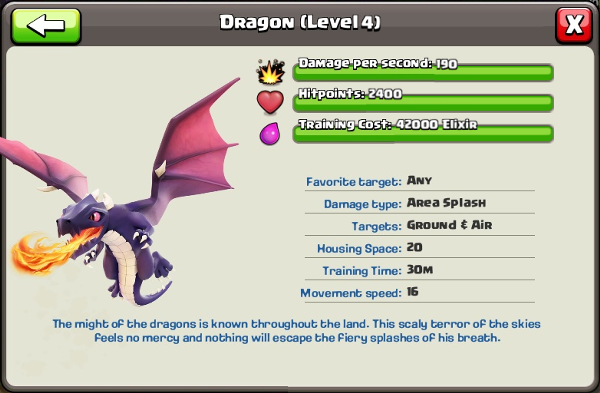 Dragon (Level 4)
Damage per second: 190
Hitpoints: 2400
Training Cost: 42000 Elixir
Favorite target: Any
Damage type: Area Splash
Targets: Ground & Air
Housing Space: 20
Training Time: 30m
Movement speed: 16
The might of the dragons is known throughout the land. This scaly terror of the skies
feels no mercy and nothing will escape the fiery splashes of his breath.